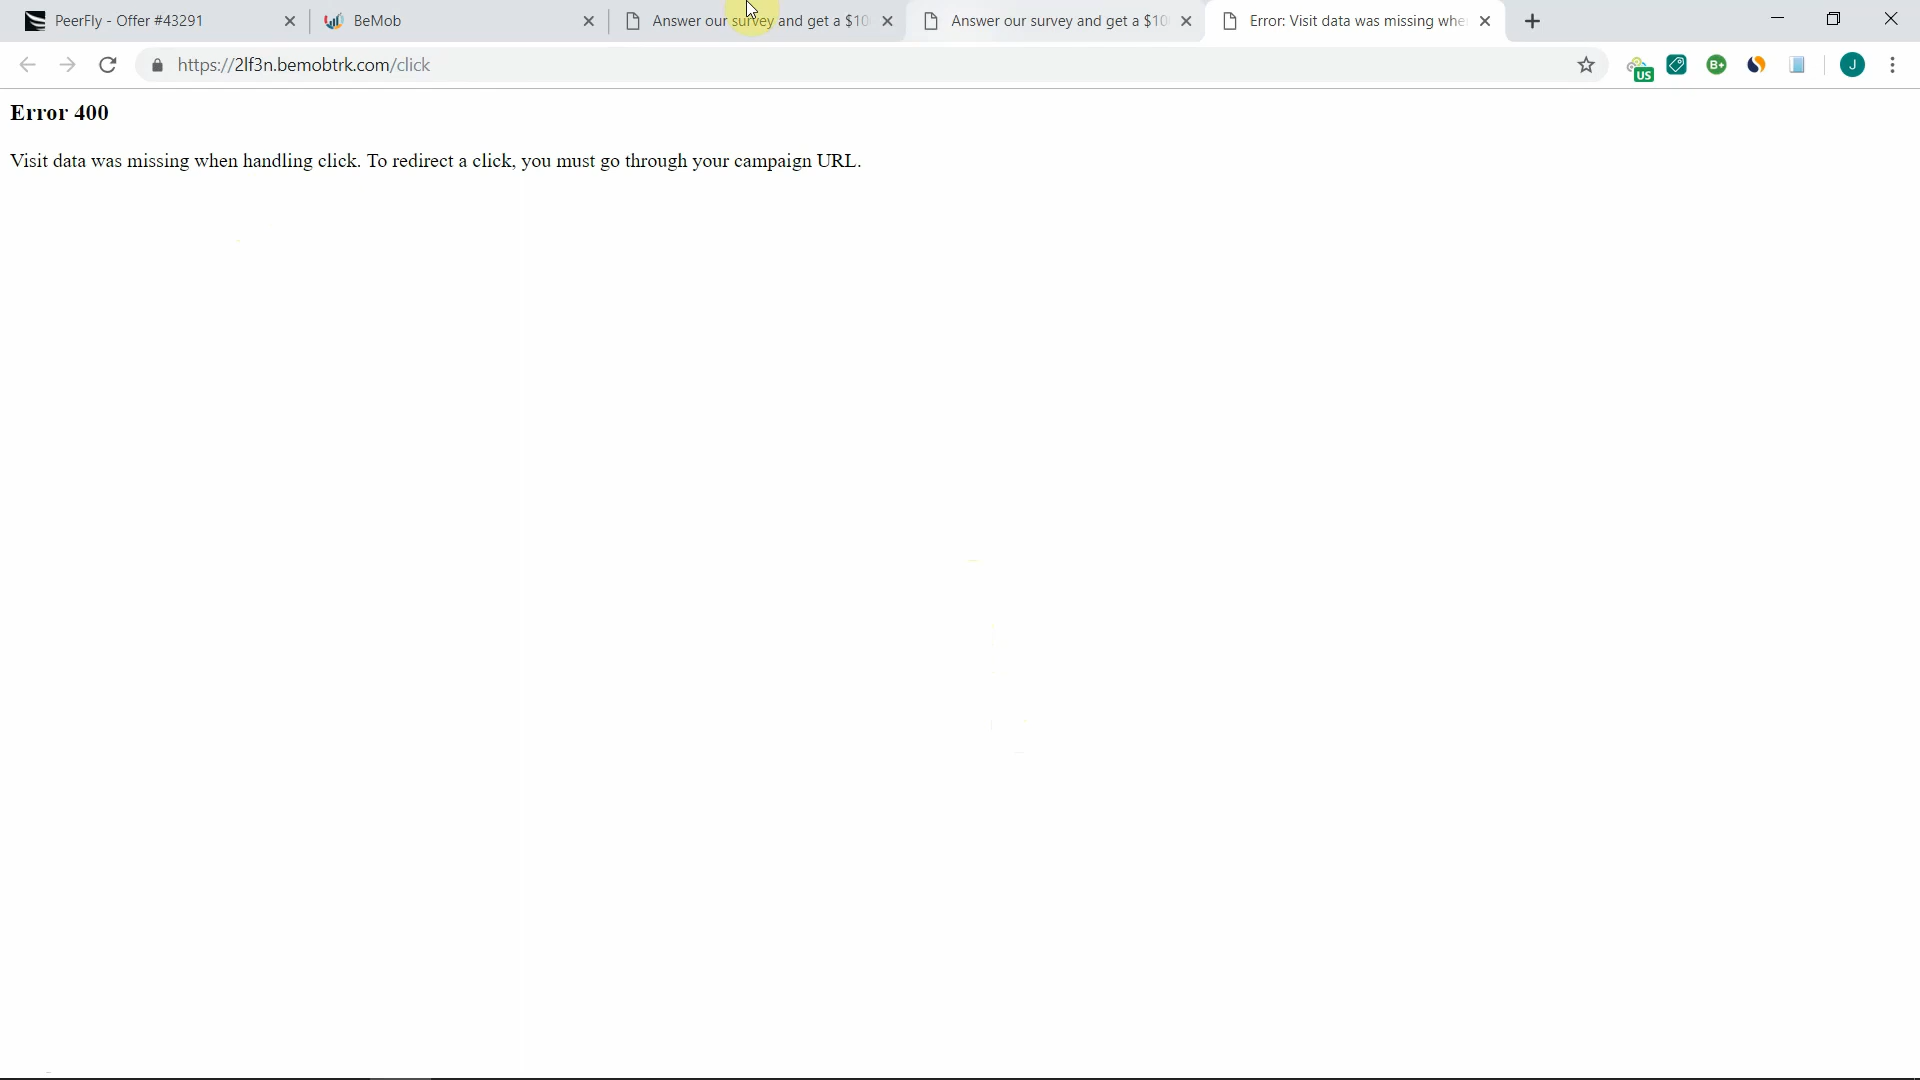 PeerFly - Offer #43291
BeMob
Answer our survey and get a $10
Answer our survey and get a $10
Error: Visit data was missing whe
https://2lf3n.bemobtrk.com/click
US
B+
J
Error 400
Visit data was missing when handling click. To redirect a click, you must go through your campaign URL.